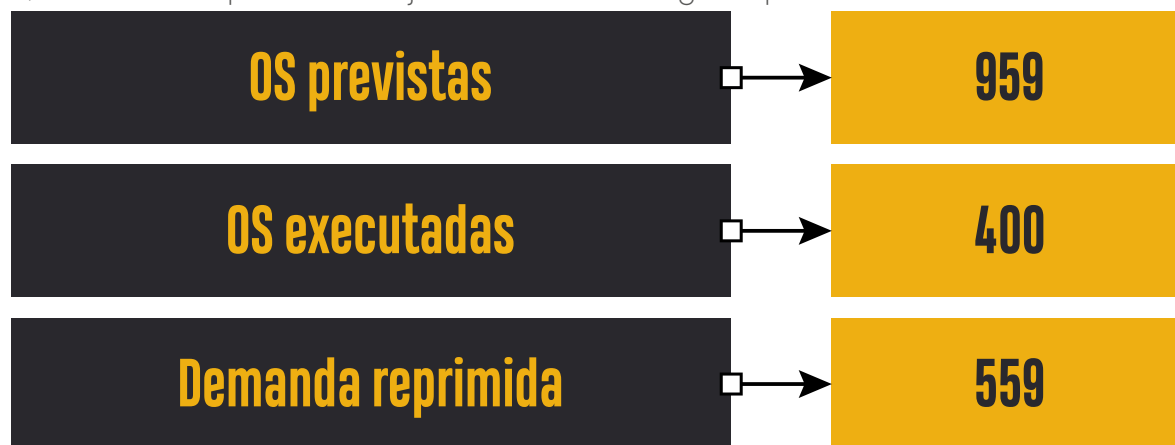 OS previstas
959
OS executadas
400
Demanda reprimida
559